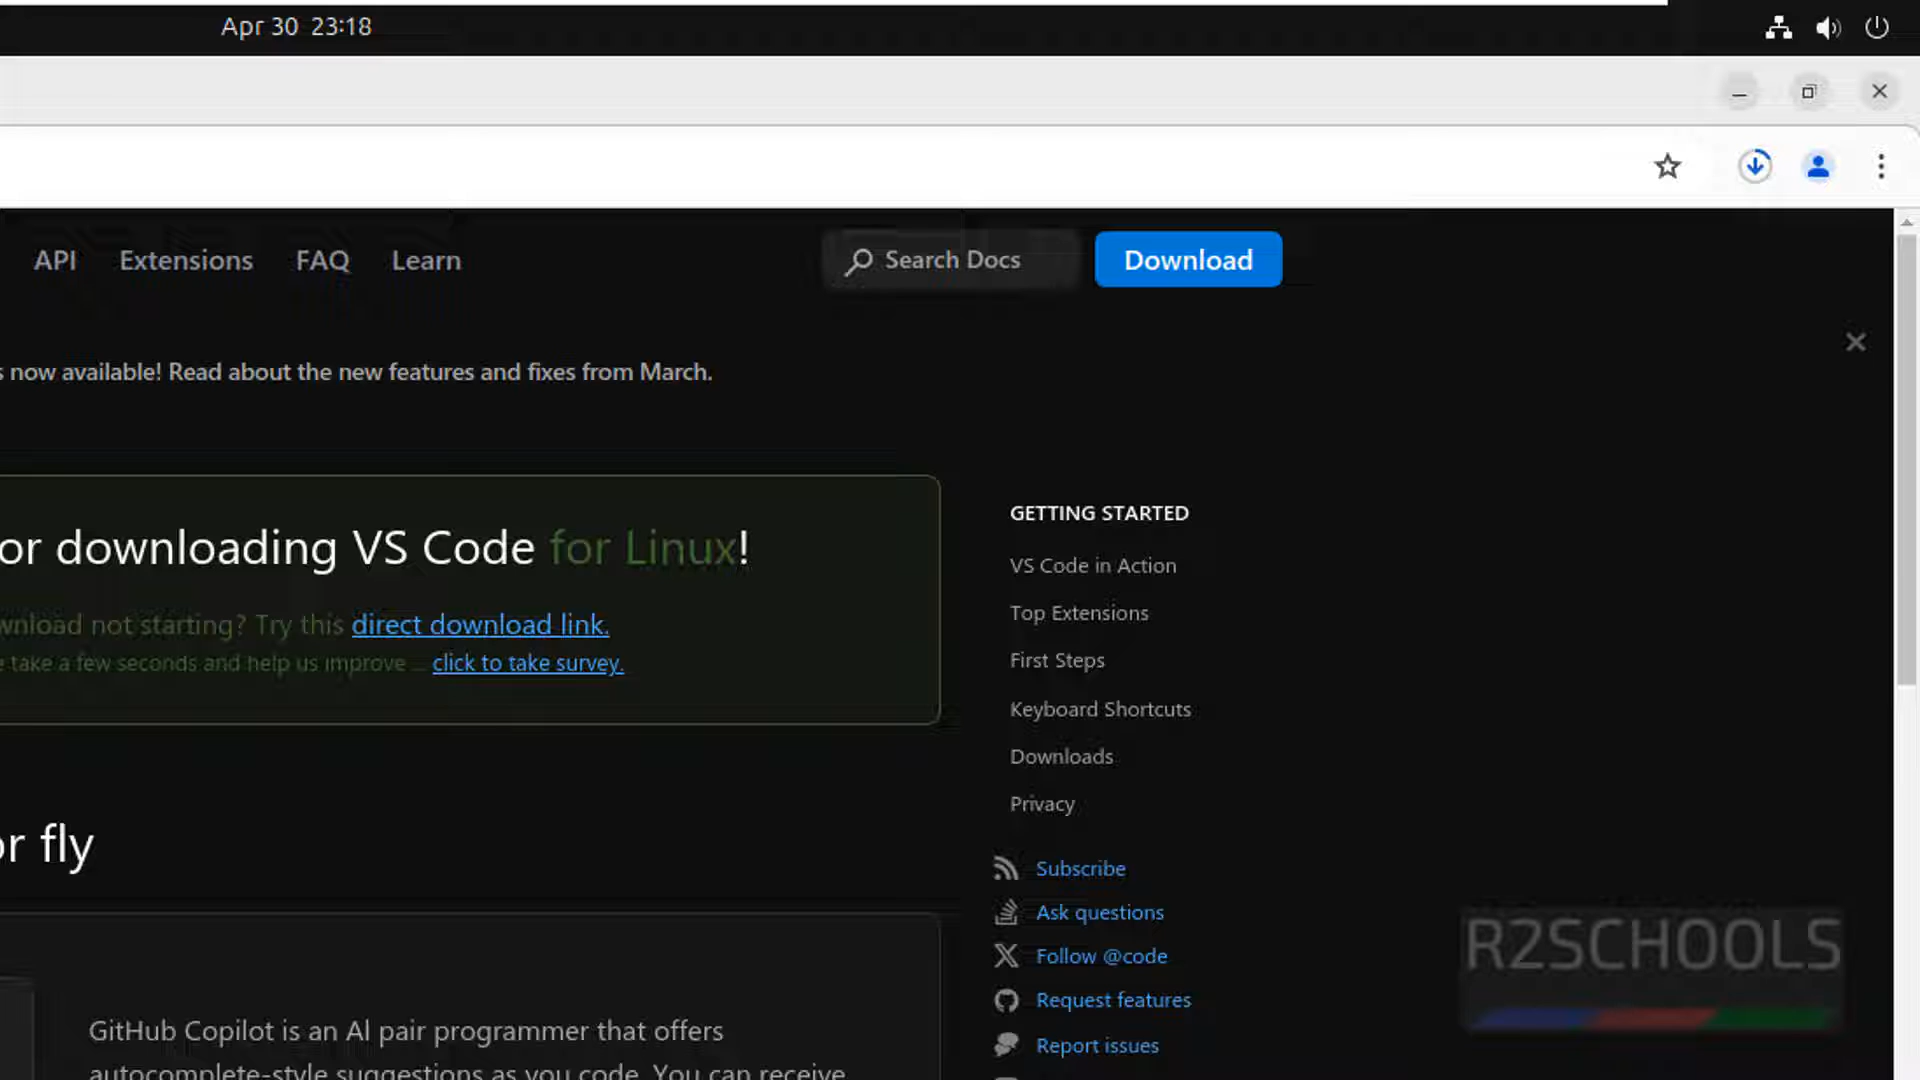 Apr 30 23:18
API Extensions FAQ Learn Search Docs Download
now available! Read about the new features and fixes from March.
or downloading VS Code for Linux!
download not starting? Try this direct download link.
take a few seconds and help us improve ... click to take survey.
or fly
GitHub Copilot is an AI pair programmer that offers
autocomplete-style suggestions as you code. You can receive
GETTING STARTED
VS Code in Action
Top Extensions
First Steps
Keyboard Shortcuts
Downloads
Privacy
Subscribe
Ask questions
Follow @code
Request features
Report issues
R2SCHOOLS